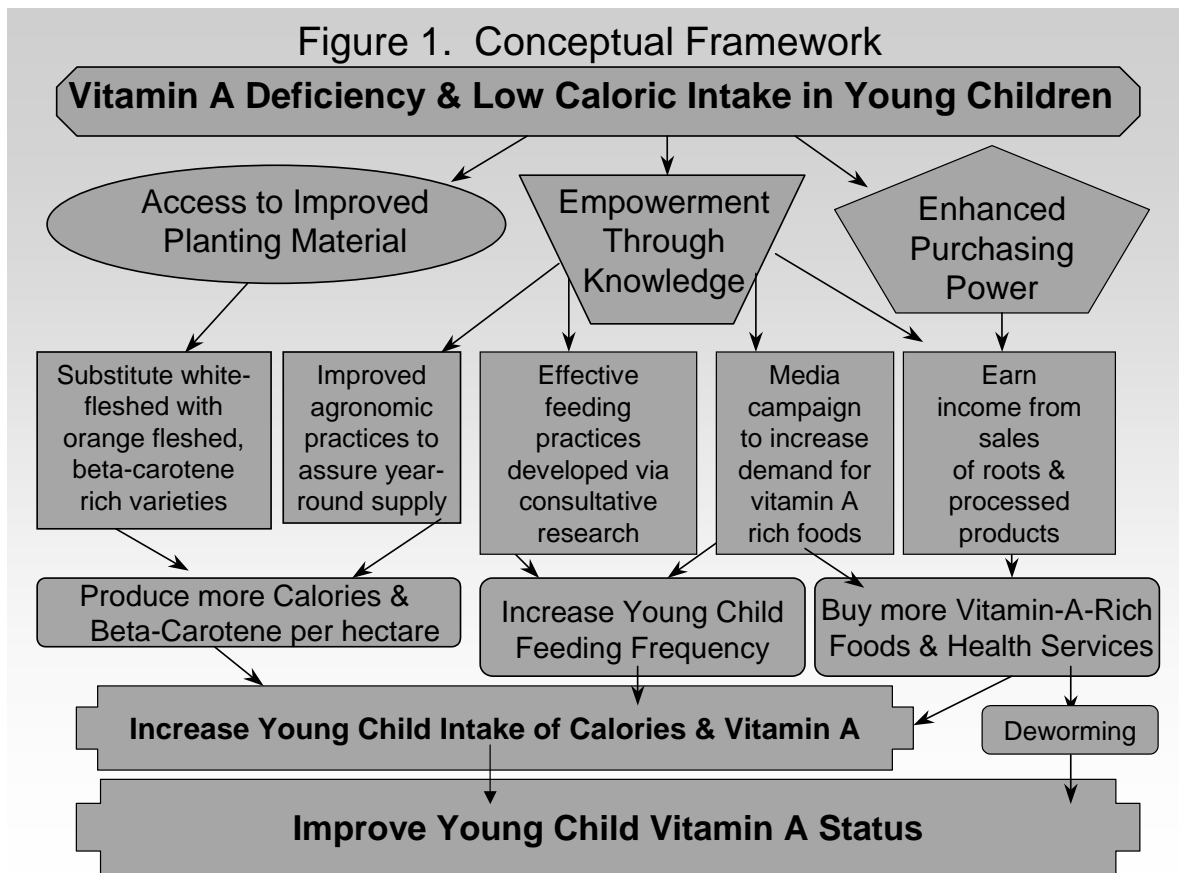 Figure 1. Conceptual Framework
Vitamin A Deficiency & Low Caloric Intake in Young Children
Access to Improved
Planting Material
Empowerment
Through
Knowledge
Enhanced
Purchasing
Power
Substitute white-
fleshed with
orange fleshed,
beta-carotene
rich varieties
Improved
agronomic
practices to
assure year-
round supply
Effective
feeding
practices
developed via
consultative
research
Media
campaign
to increase
demand for
vitamin A
rich foods
Earn
income from
sales
of roots &
processed
products
Produce more Calories &
Beta-Carotene per hectare
Increase Young Child
Feeding Frequency
Buy more Vitamin-A-Rich
Foods & Health Services
Increase Young Child Intake of Calories & Vitamin A
Deworming
Improve Young Child Vitamin A Status